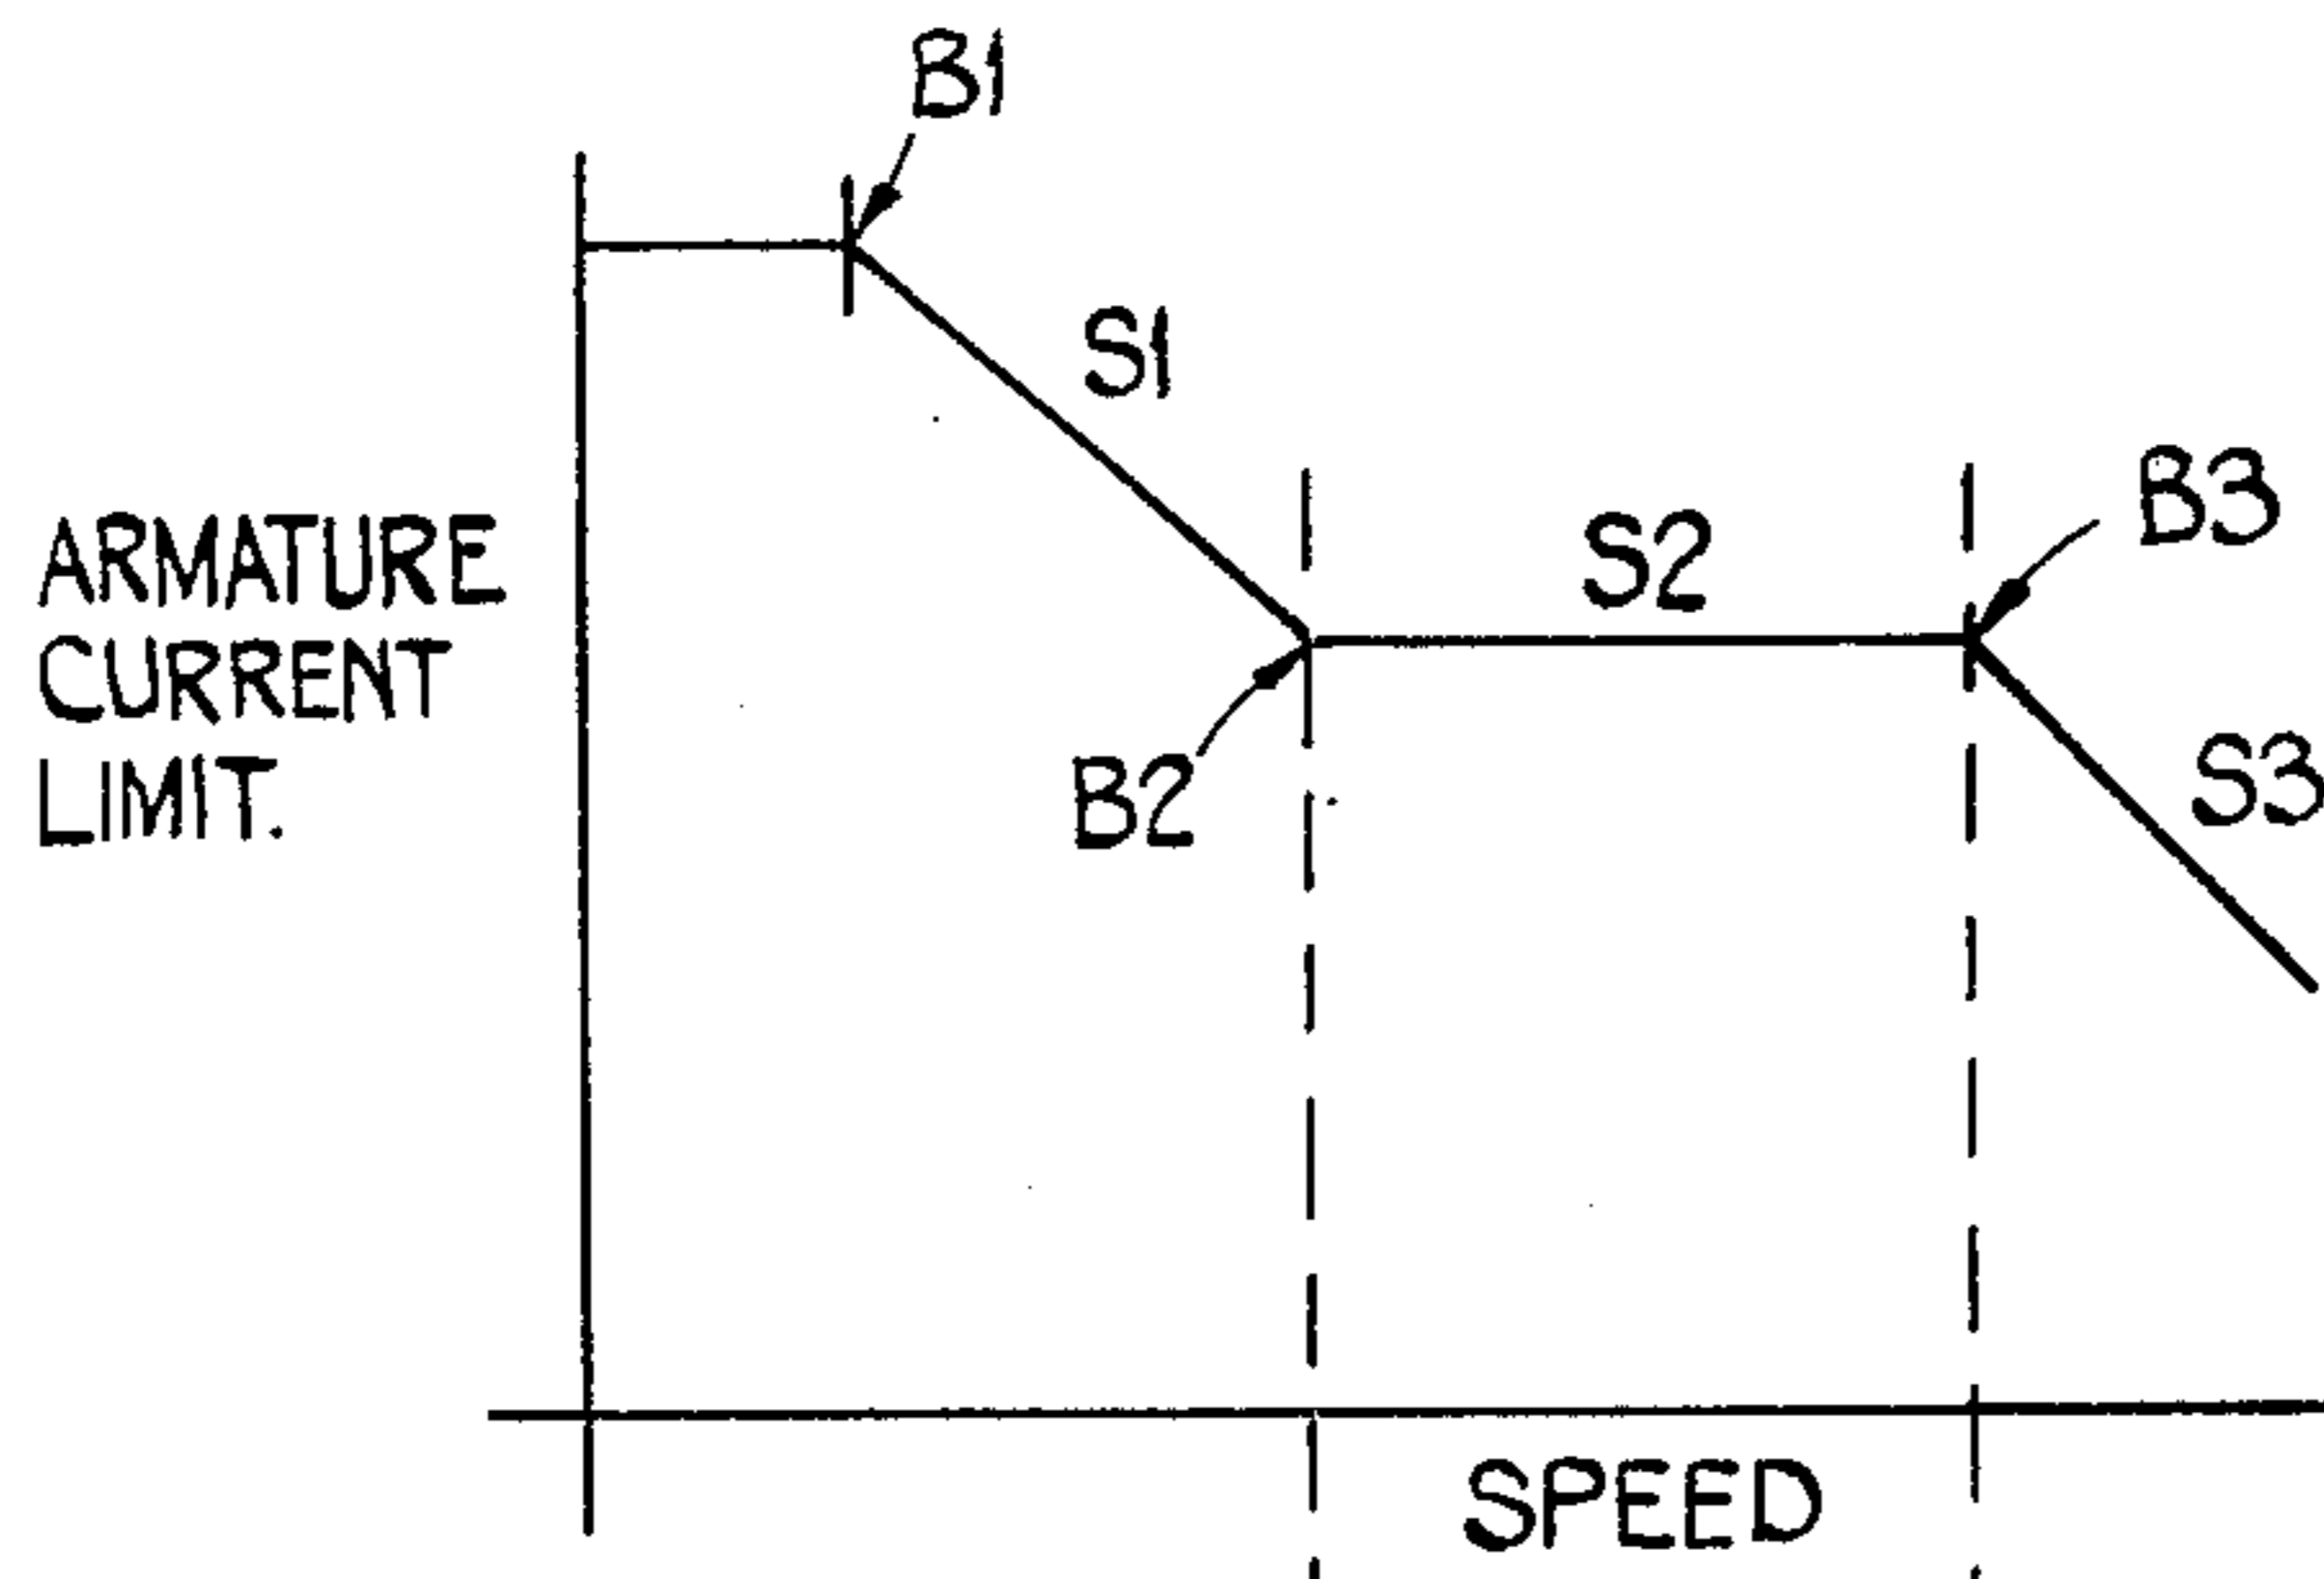 B1
S1
B3
S2
ARMATURE
CURRENT
LIMIT.
B2
S3
SPEED